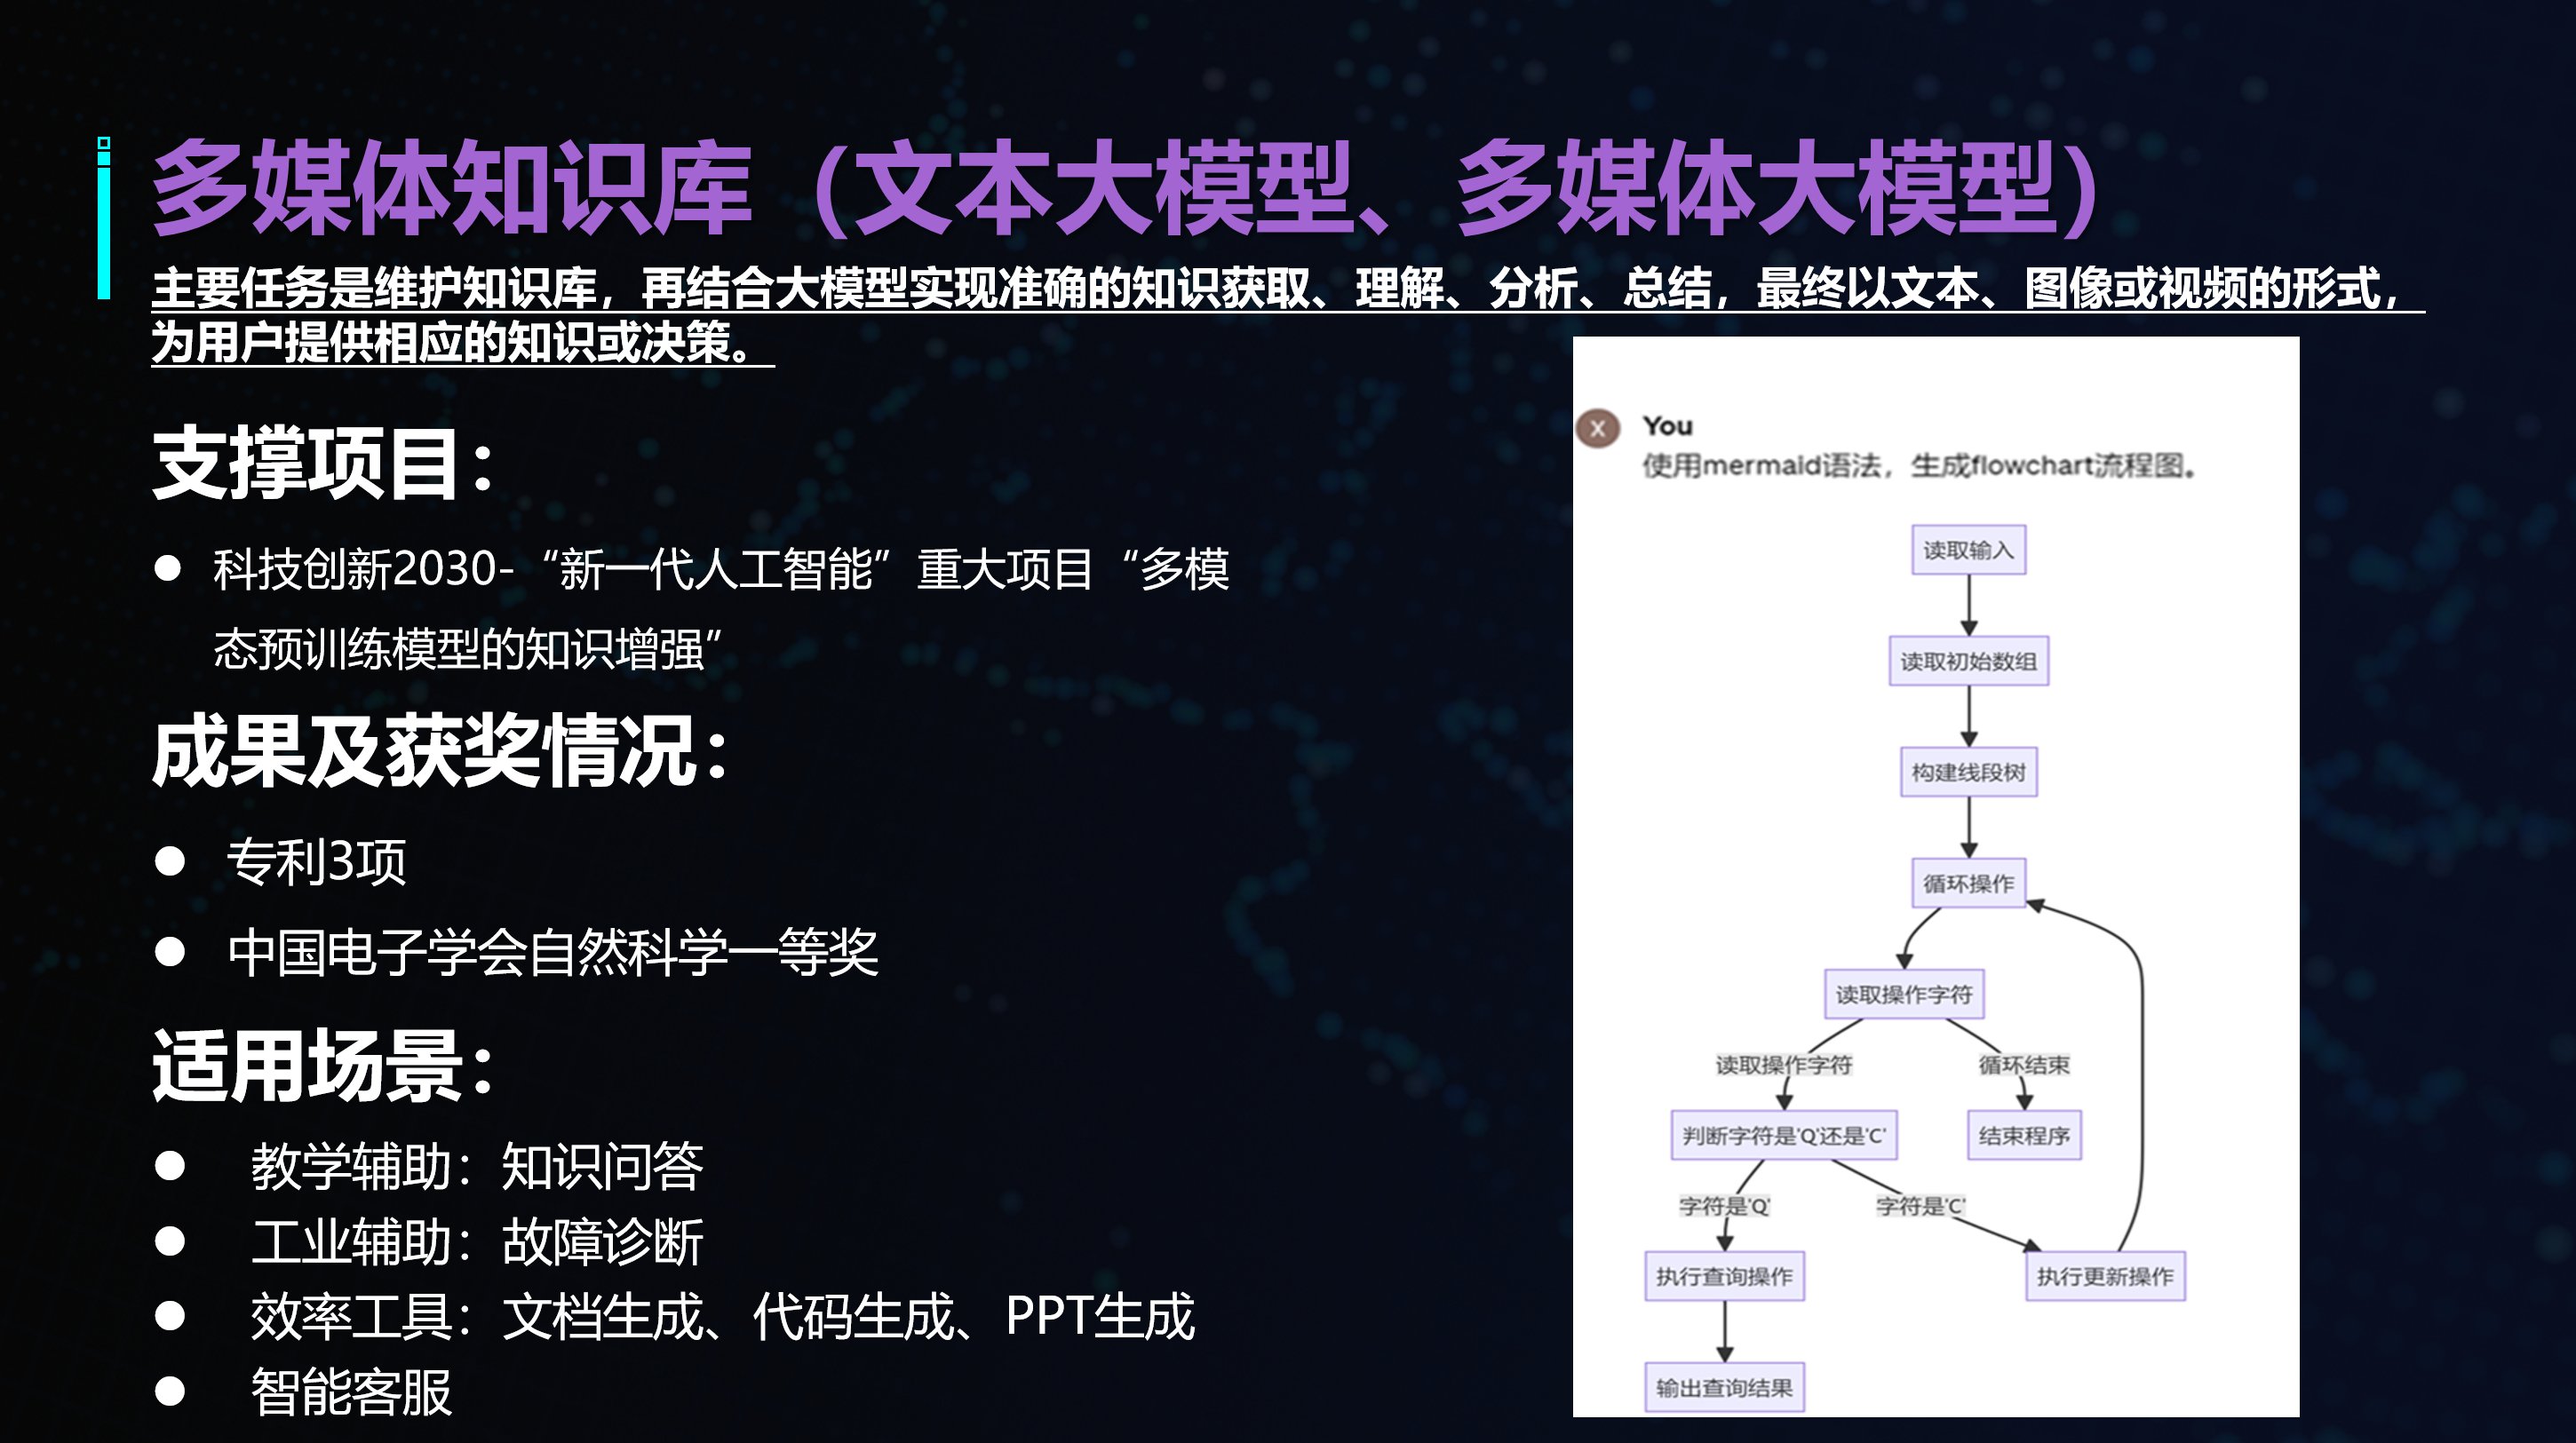 多媒体知识库（文本大模型、多媒体大模型）
主要任务是维护知识库，再结合大模型实现准确的知识获取、理解、分析、总结，最终以文本、图像或视频的形式，
为用户提供相应的知识或决策。
支撑项目：
科技创新2030-“新一代人工智能”重大项目“多模
态预训练模型的知识增强”
成果及获奖情况：
专利3项
中国电子学会自然科学一等奖
适用场景：
教学辅助：知识问答
工业辅助：故障诊断
效率工具：文档生成、代码生成、PPT生成
智能客服
X
You
使用mermaid语法，生成flowchart流程图。
读取输入
读取初始数组
构建线段树
循环操作
读取操作字符
读取操作字符
循环结束
判断字符是'Q'还是'C'
结束程序
字符是'Q'
字符是'C'
执行查询操作
执行更新操作
输出查询结果